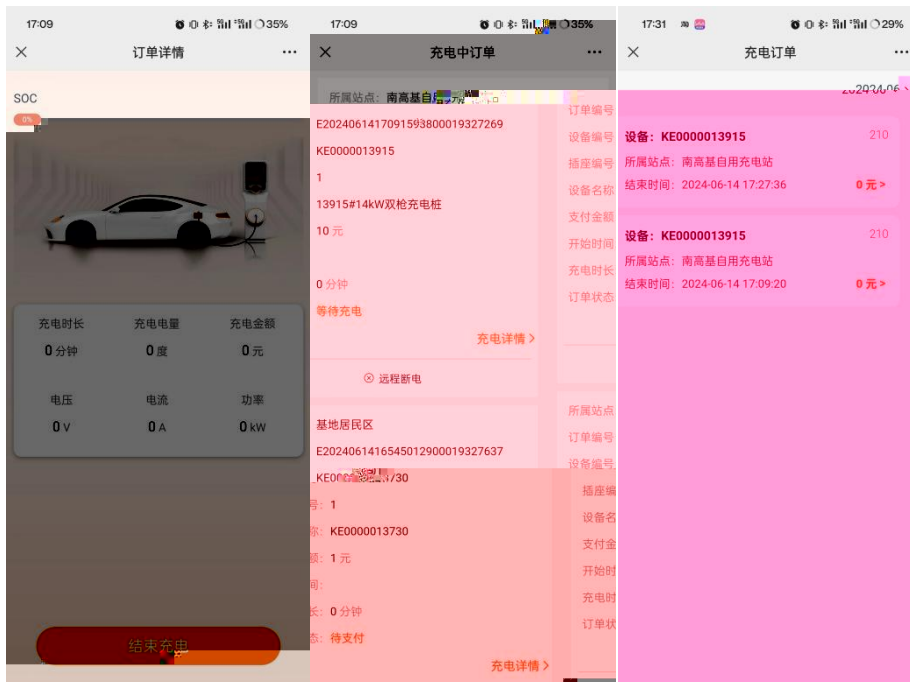 17:09
35%
订单详情
SOC
0%
充电时长 充电电量 充电金额
0 分钟 0 度 0 元
电压 电流 功率
0 V 0 A 0 kW
结束充电
17:09
35%
充电中订单
所属站点：南高基自
E2024061417091593800019327269
KE0000013915
1
13915#14kW双枪充电桩
10 元
0 分钟
等待充电
充电详情 >
远程断电
基地居民区
E2024061416545012900019327637
号：1
称：KE0000013730
额：1 元
间：
长：0 分钟
态：待支付
充电详情 >
订单编号
设备编号
插座编号
设备名称
支付金额
开始时间
充电时长
订单状态
所属站点
订单编号
设备编号
插座编
设备名
支付金
开始时
充电时
订单状
17:31
29%
充电订单
设备：KE0000013915 210
所属站点：南高基自用充电站
结束时间：2024-06-14 17:27:36 0 元 >
设备：KE0000013915 210
所属站点：南高基自用充电站
结束时间：2024-06-14 17:09:20 0 元 >